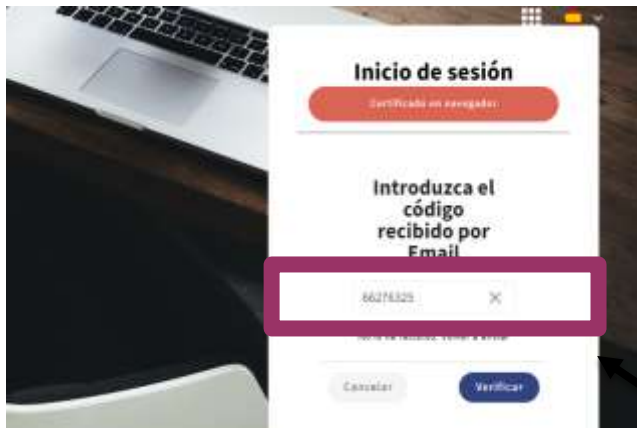 Inicio de sesión
Certificado en navegador
Introduzca el
código
recibido por
Email
66276325
Cancelar
Verificar